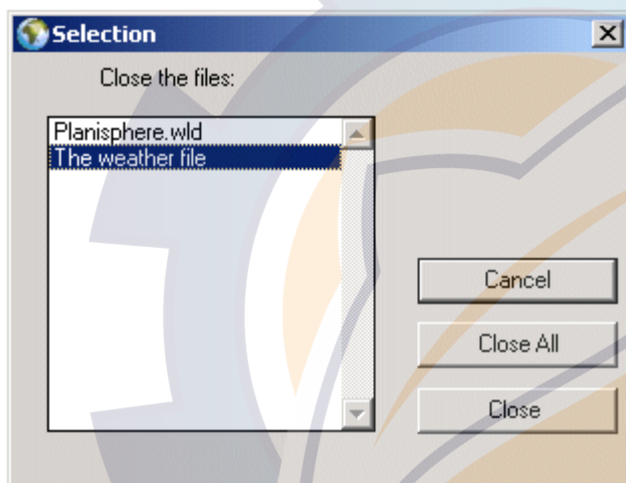 Selection
Close the files:
Planisphere.wld
The weather file
Cancel
Close All
Close